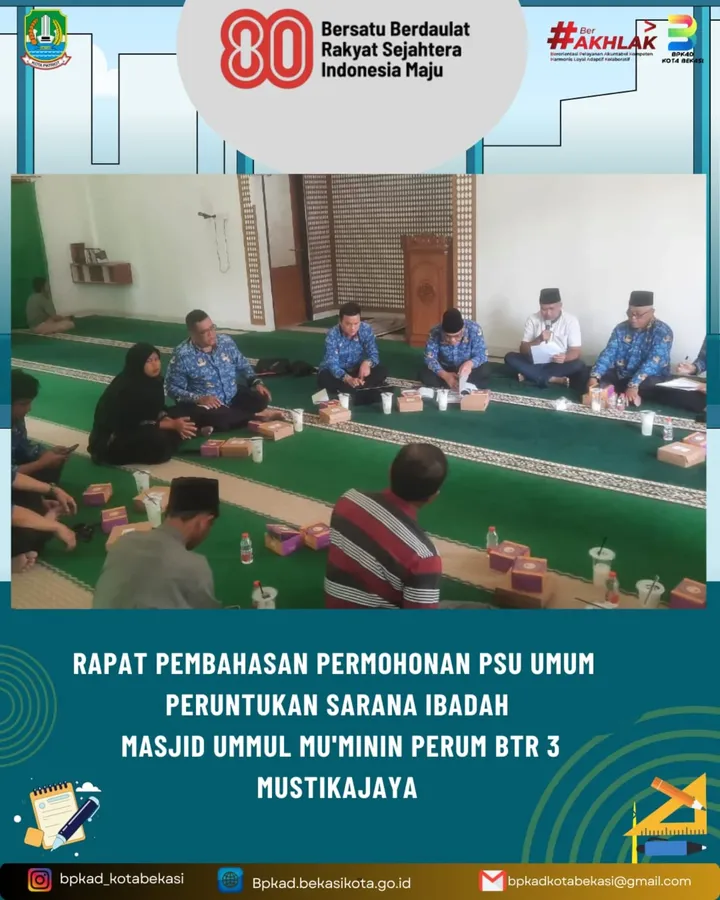 80
Bersatu Berdaulat
Rakyat Sejahtera
Indonesia Maju
#BerAKHLAK
BPKAD
KOTA BEKASI
RAPAT PEMBAHASAN PERMOHONAN PSU UMUM
PERUNTUKAN SARANA IBADAH
MASJID UMMUL MU'MININ PERUM BTR 3
MUSTIKAJAYA
bpkad_kotabekasi
Bpkad.bekasikota.go.id
bpkadkotabekasi@gmail.com